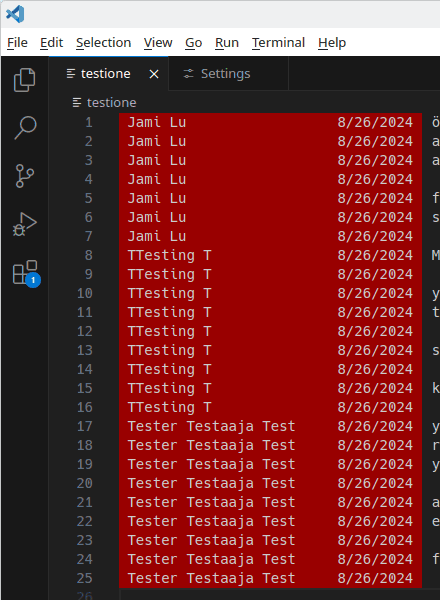 File Edit Selection View Go Run Terminal Help
testione Settings
testione
1 Jami Lu 8/26/2024 ö
2 Jami Lu 8/26/2024 a
3 Jami Lu 8/26/2024 a
4 Jami Lu 8/26/2024
5 Jami Lu 8/26/2024 f
6 Jami Lu 8/26/2024 s
7 Jami Lu 8/26/2024
8 TTesting T 8/26/2024 M
9 TTesting T 8/26/2024
10 TTesting T 8/26/2024 y
11 TTesting T 8/26/2024 t
12 TTesting T 8/26/2024
13 TTesting T 8/26/2024 s
14 TTesting T 8/26/2024
15 TTesting T 8/26/2024 k
16 TTesting T 8/26/2024
17 Tester Testaaja Test 8/26/2024 y
18 Tester Testaaja Test 8/26/2024 r
19 Tester Testaaja Test 8/26/2024 y
20 Tester Testaaja Test 8/26/2024
1 21 Tester Testaaja Test 8/26/2024 a
22 Tester Testaaja Test 8/26/2024 e
23 Tester Testaaja Test 8/26/2024
24 Tester Testaaja Test 8/26/2024 f
25 Tester Testaaja Test 8/26/2024
26